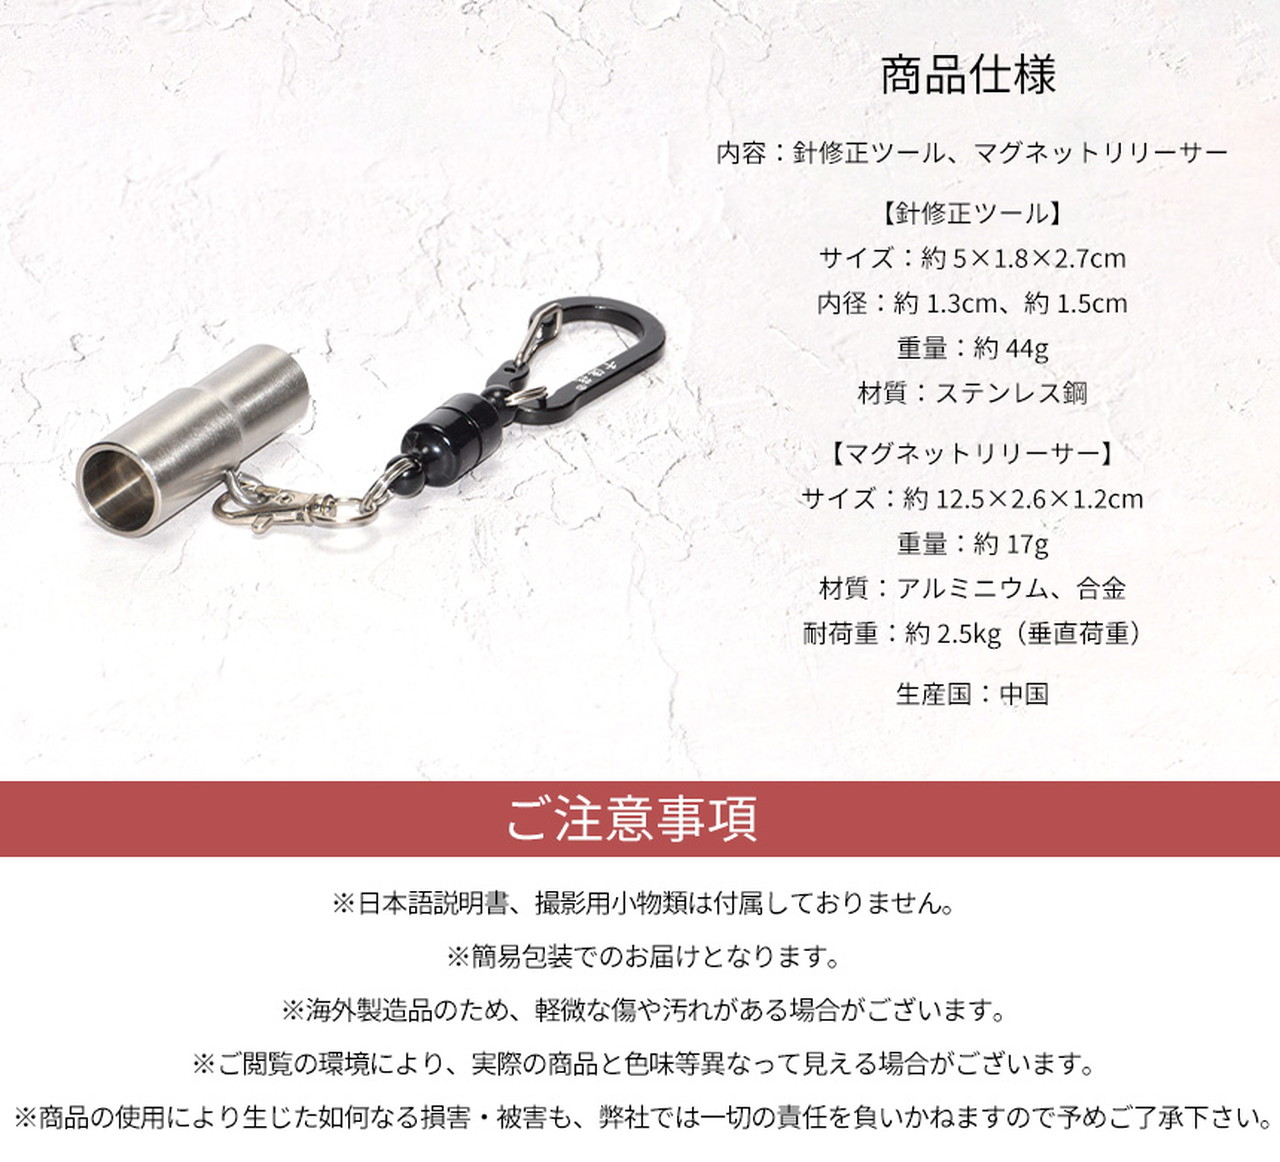 商品仕様
内容：針修正ツール、マグネットリリーサー
【針修正ツール】
サイズ：約 5×1.8×2.7cm
内径：約 1.3cm、約 1.5cm
重量：約 44g
材質：ステンレス鋼
【マグネットリリーサー】
サイズ：約 12.5×2.6×1.2cm
重量：約 17g
材質：アルミニウム、合金
耐荷重：約 2.5kg（垂直荷重）
生産国：中国
ご注意事項
※日本語説明書、撮影用小物類は付属しておりません。
※簡易包装でのお届けとなります。
※海外製造品のため、軽微な傷や汚れがある場合がございます。
※ご閲覧の環境により、実際の商品と色味等異なって見える場合がございます。
※商品の使用により生じた如何なる損害・被害も、弊社では一切の責任を負いかねますので予めご了承下さい。